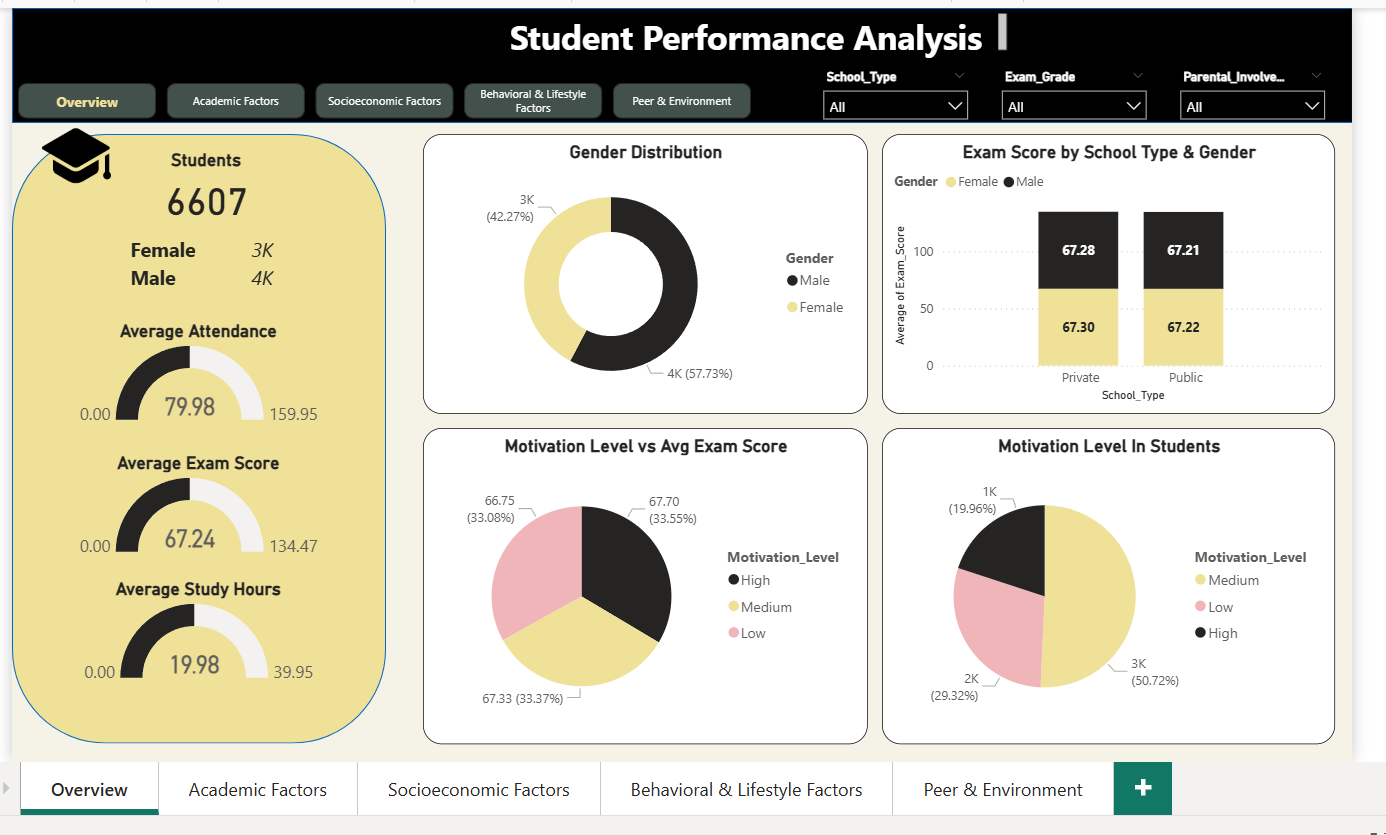 Student Performance Analysis
Overview
Academic Factors
Socioeconomic Factors
Behavioral & Lifestyle
Factors
Peer & Environment
School_Type
All
Exam_Grade
All
Parental_Involve...
All
Students
6607
Female 3K
Male 4K
Average Attendance
79.98
0.00 159.95
Average Exam Score
67.24
0.00 134.47
Average Study Hours
19.98
0.00 39.95
Gender Distribution
3K
(42.27%)
4K (57.73%)
Gender
Male
Female
Exam Score by School Type & Gender
Gender Female Male
Average of Exam_Score
100
50
0
67.28 67.21
67.30 67.22
Private Public
School_Type
Motivation Level vs Avg Exam Score
66.75
(33.08%)
67.70
(33.55%)
67.33 (33.37%)
Motivation_Level
High
Medium
Low
Motivation Level In Students
1K
(19.96%)
2K
(29.32%)
3K
(50.72%)
Motivation_Level
Medium
Low
High
Overview
Academic Factors
Socioeconomic Factors
Behavioral & Lifestyle Factors
Peer & Environment
+